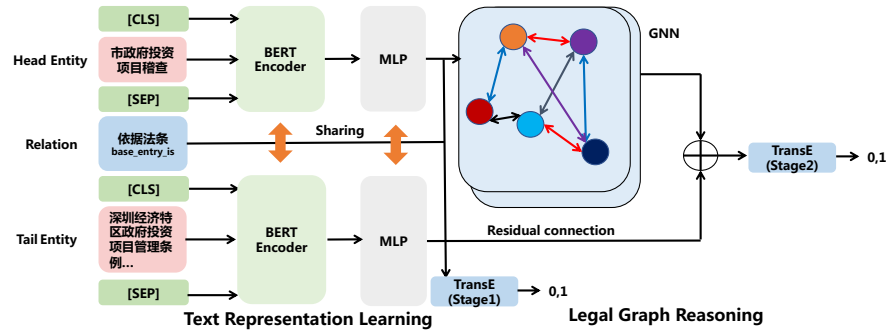 [CLS]
Head Entity
市政府投资
项目稽查
[SEP]
BERT
Encoder
MLP
GNN
Relation
依据法条
base_entry_is
Sharing
TransE
(Stage2)
0,1
[CLS]
Tail Entity
深圳经济特
区政府投资
项目管理条
例...
[SEP]
BERT
Encoder
MLP
Residual connection
TransE
(Stage1)
0,1
Text Representation Learning
Legal Graph Reasoning